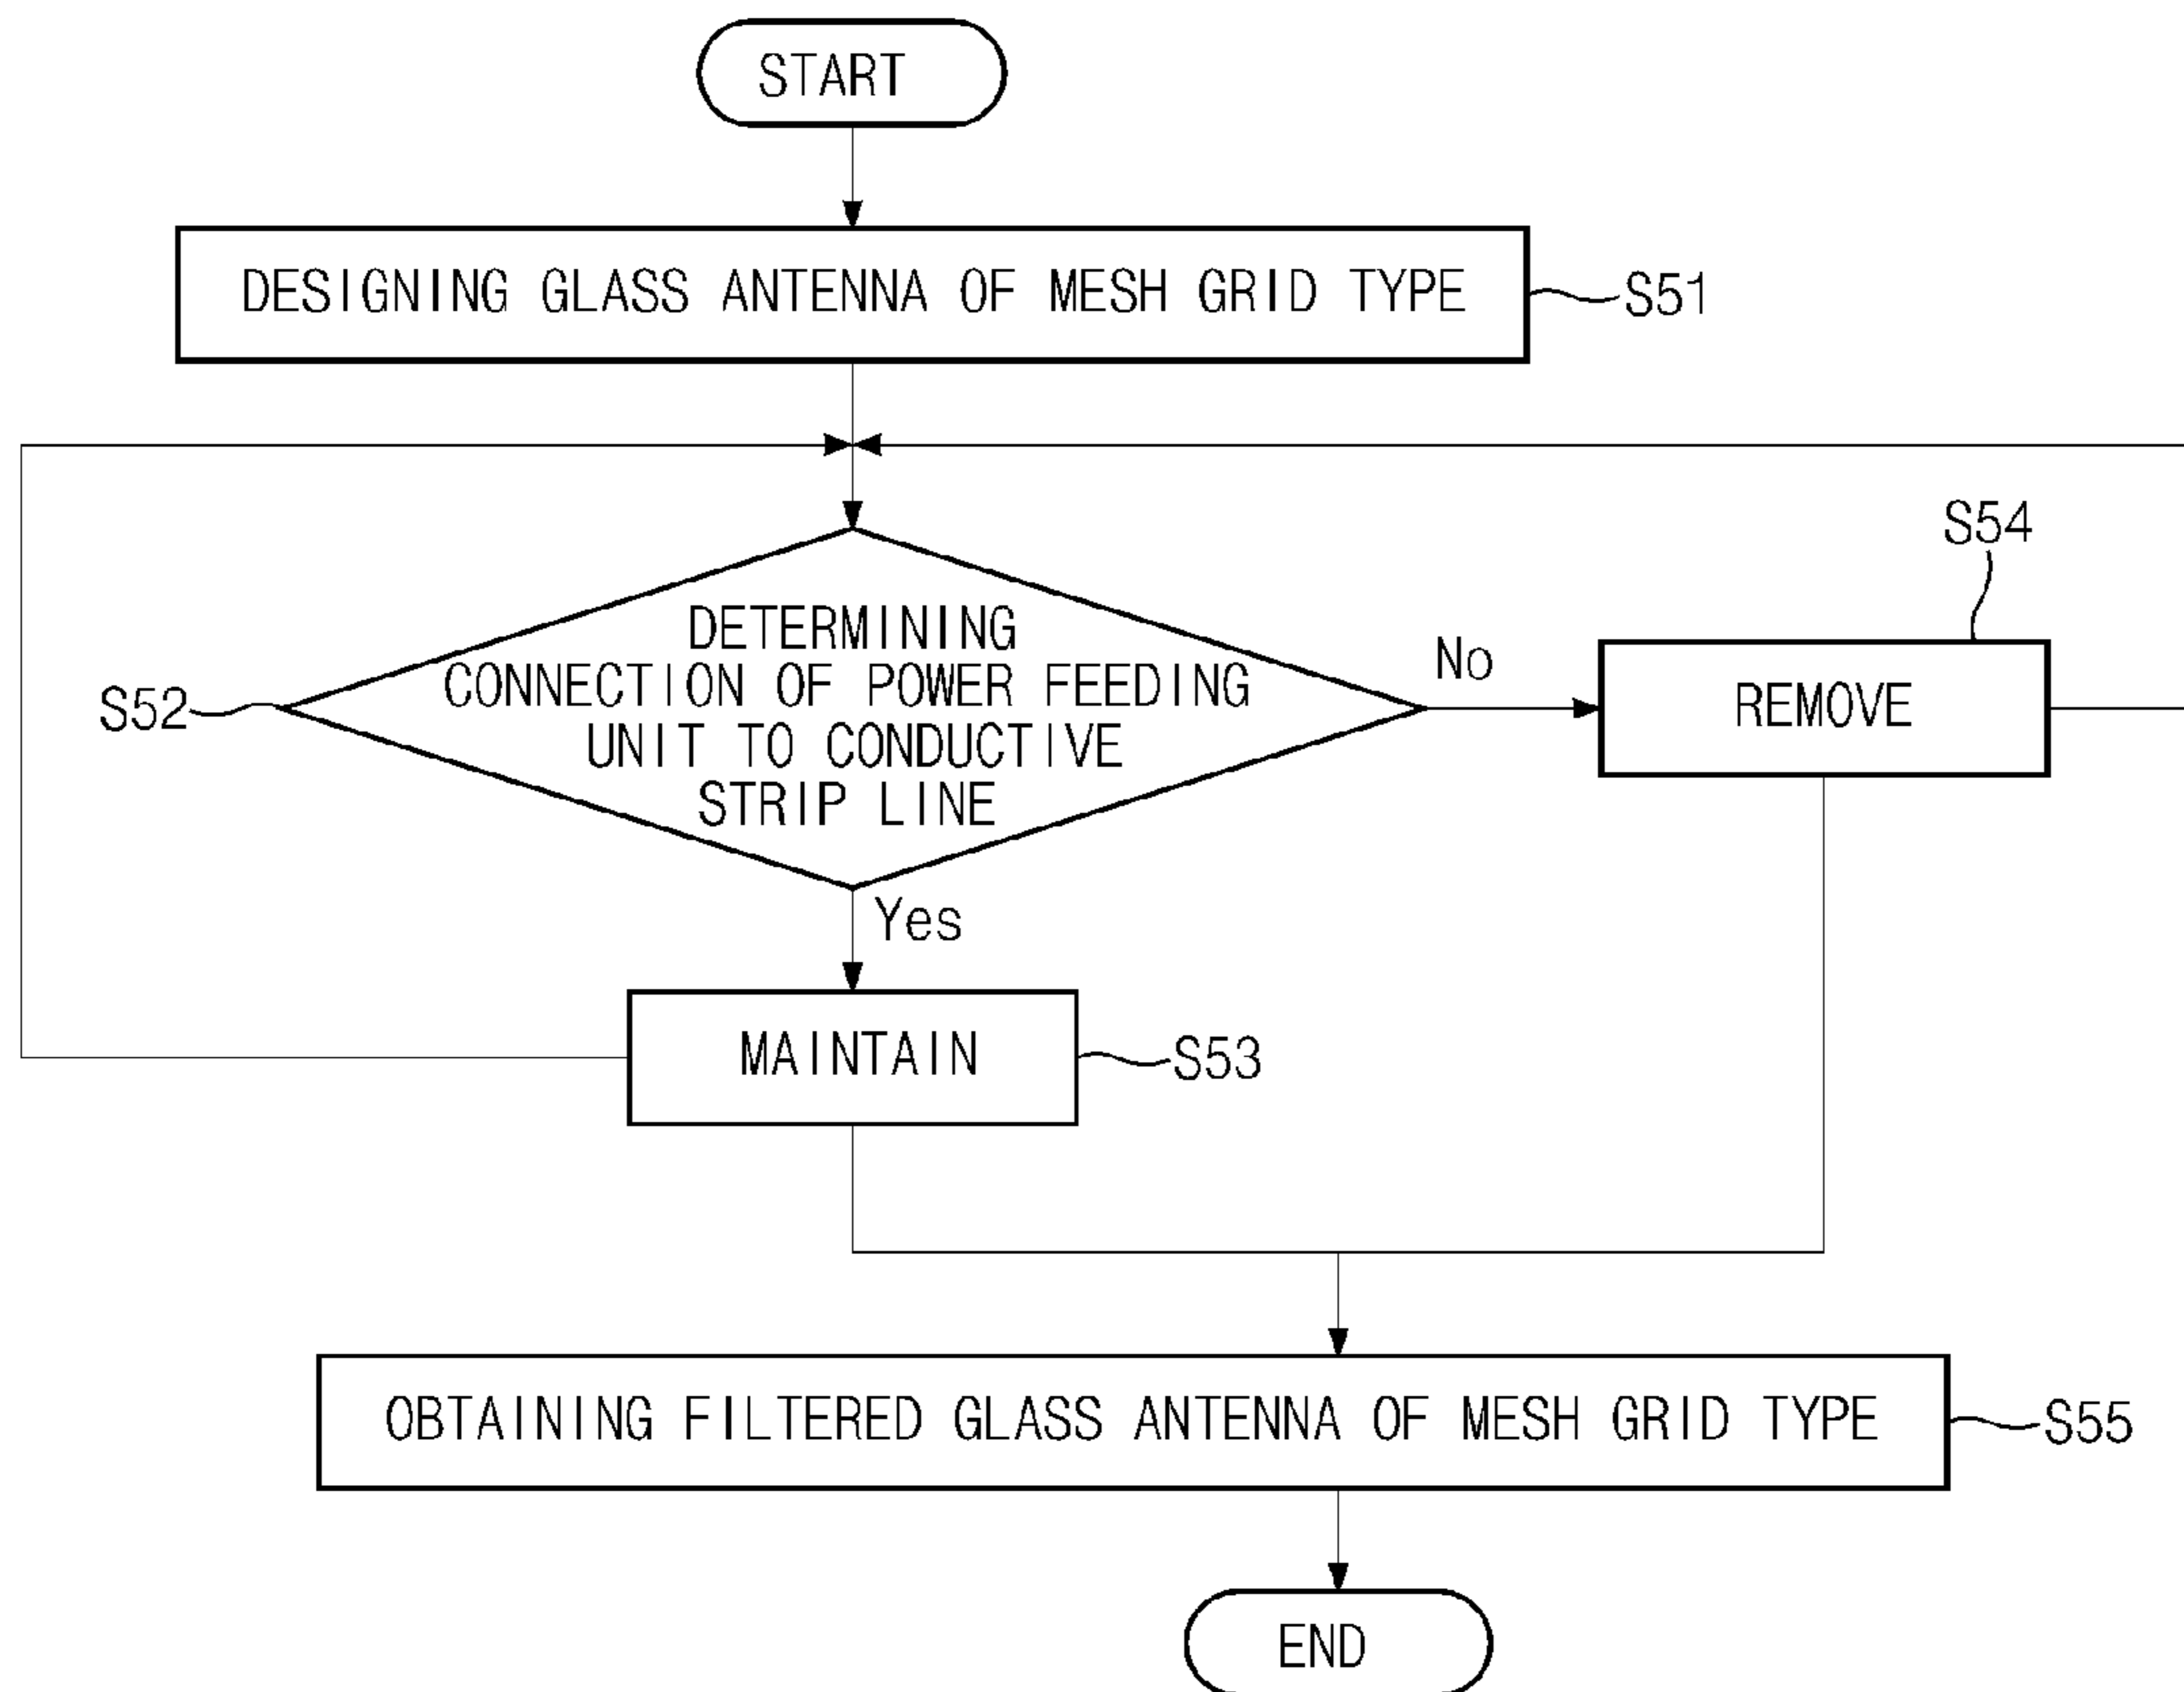 START
DESIGNING GLASS ANTENNA OF MESH GRID TYPE
S51
S54
DETERMINING
CONNECTION OF POWER FEEDING
UNIT TO CONDUCTIVE
STRIP LINE
S52
No
REMOVE
Yes
MAINTAIN
S53
OBTAINING FILTERED GLASS ANTENNA OF MESH GRID TYPE
S55
END